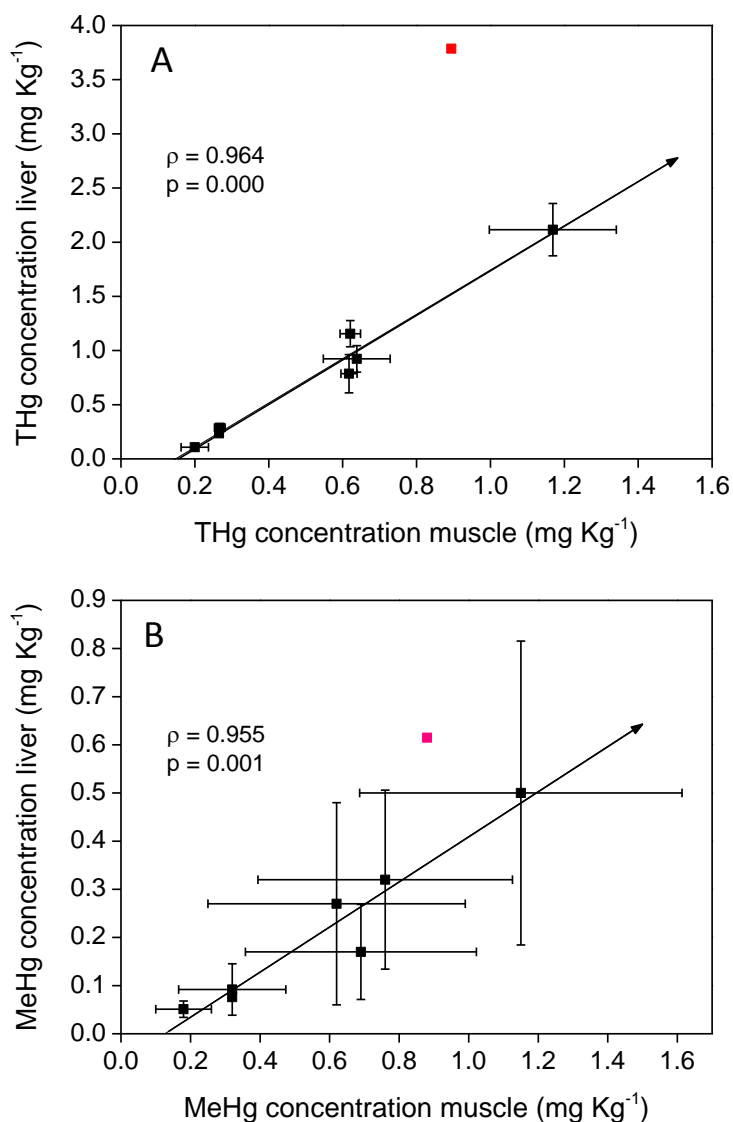 A
ρ = 0.964
p = 0.000
THg concentration liver (mg Kg⁻¹)
4.0
3.5
3.0
2.5
2.0
1.5
1.0
0.5
0.0
0.0 0.2 0.4 0.6 0.8 1.0 1.2 1.4 1.6
THg concentration muscle (mg Kg⁻¹)
B
ρ = 0.955
p = 0.001
MeHg concentration liver (mg Kg⁻¹)
0.9
0.8
0.7
0.6
0.5
0.4
0.3
0.2
0.1
0.0
0.0 0.2 0.4 0.6 0.8 1.0 1.2 1.4 1.6
MeHg concentration muscle (mg Kg⁻¹)